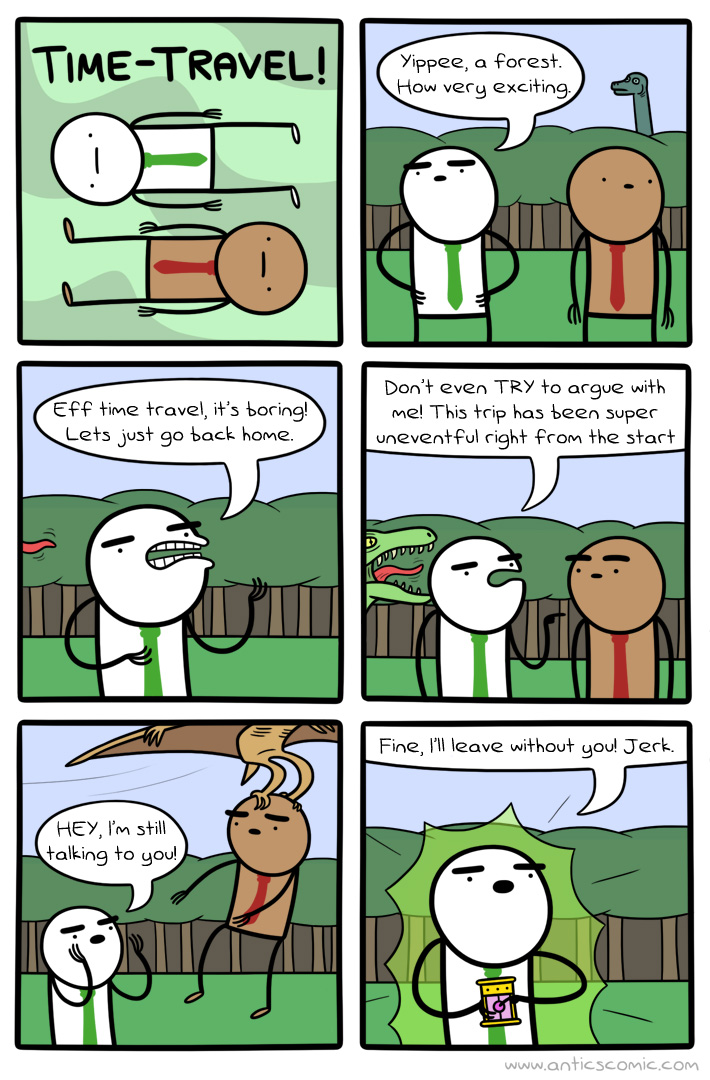 TIME-TRAVEL!
Yippee, a forest.
How very exciting.
Eff time travel, it's boring!
Lets just go back home.
Don't even TRY to argue with
me! This trip has been super
uneventful right from the start
HEY, I'm still
talking to you!
Fine, I'll leave without you! Jerk.
www.anticscomic.com